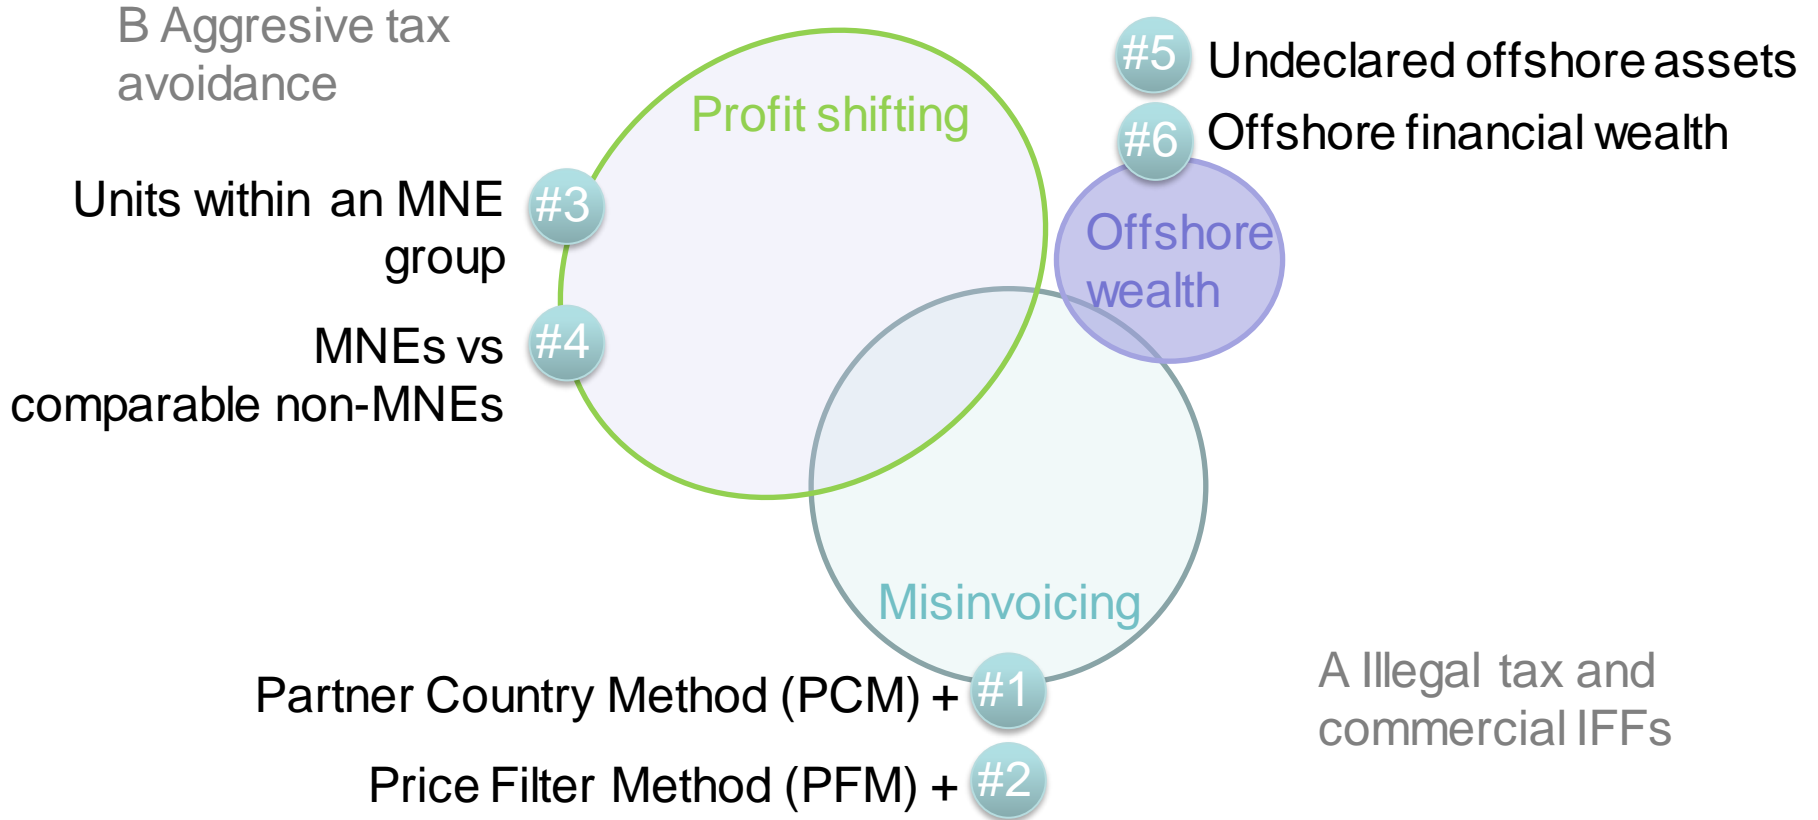 B Aggresive tax
avoidance
Profit shifting
#5 Undeclared offshore assets
#6 Offshore financial wealth
Units within an MNE
group
#3
Offshore
wealth
MNEs vs
comparable non-MNEs
#4
Misinvoicing
Partner Country Method (PCM) + #1
Price Filter Method (PFM) + #2
A Illegal tax and
commercial IFFs